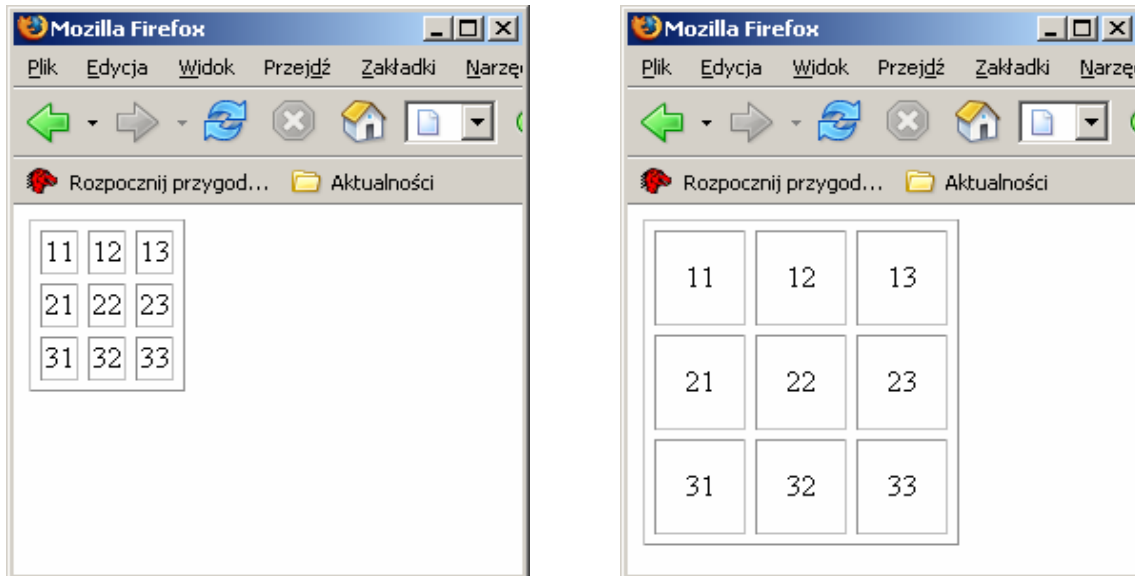 Mozilla Firefox
Plik Edycja Widok Przejdź Zakładki Narzę
Rozpocznij przygod... Aktualności
11 12 13
21 22 23
31 32 33
Mozilla Firefox
Plik Edycja Widok Przejdź Zakładki Narzę
Rozpocznij przygod... Aktualności
11 12 13
21 22 23
31 32 33